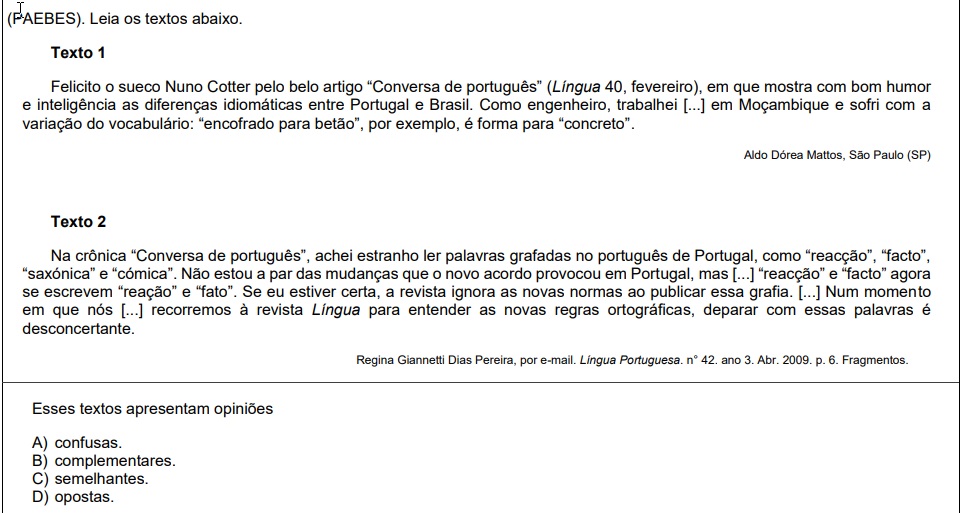 (PAEBES). Leia os textos abaixo.
Texto 1
Felicito o sueco Nuno Cotter pelo belo artigo “Conversa de português” (Língua 40, fevereiro), em que mostra com bom humor
e inteligência as diferenças idiomáticas entre Portugal e Brasil. Como engenheiro, trabalhei [...] em Moçambique e sofri com a
variação do vocabulário: “encofrado para betão”, por exemplo, é forma para “concreto”.
Aldo Dórea Mattos, São Paulo (SP)
Texto 2
Na crônica “Conversa de português”, achei estranho ler palavras grafadas no português de Portugal, como “reacção”, “facto”,
“saxónica” e “cómica”. Não estou a par das mudanças que o novo acordo provocou em Portugal, mas [...] “reacção” e “facto” agora
se escrevem “reação” e “fato”. Se eu estiver certa, a revista ignora as novas normas ao publicar essa grafia. [...] Num momento
em que nós [...] recorremos à revista Língua para entender as novas regras ortográficas, deparar com essas palavras é
desconcertante.
Regina Giannetti Dias Pereira, por e-mail. Língua Portuguesa. n° 42. ano 3. Abr. 2009. p. 6. Fragmentos.
Esses textos apresentam opiniões
A) confusas.
B) complementares.
C) semelhantes.
D) opostas.